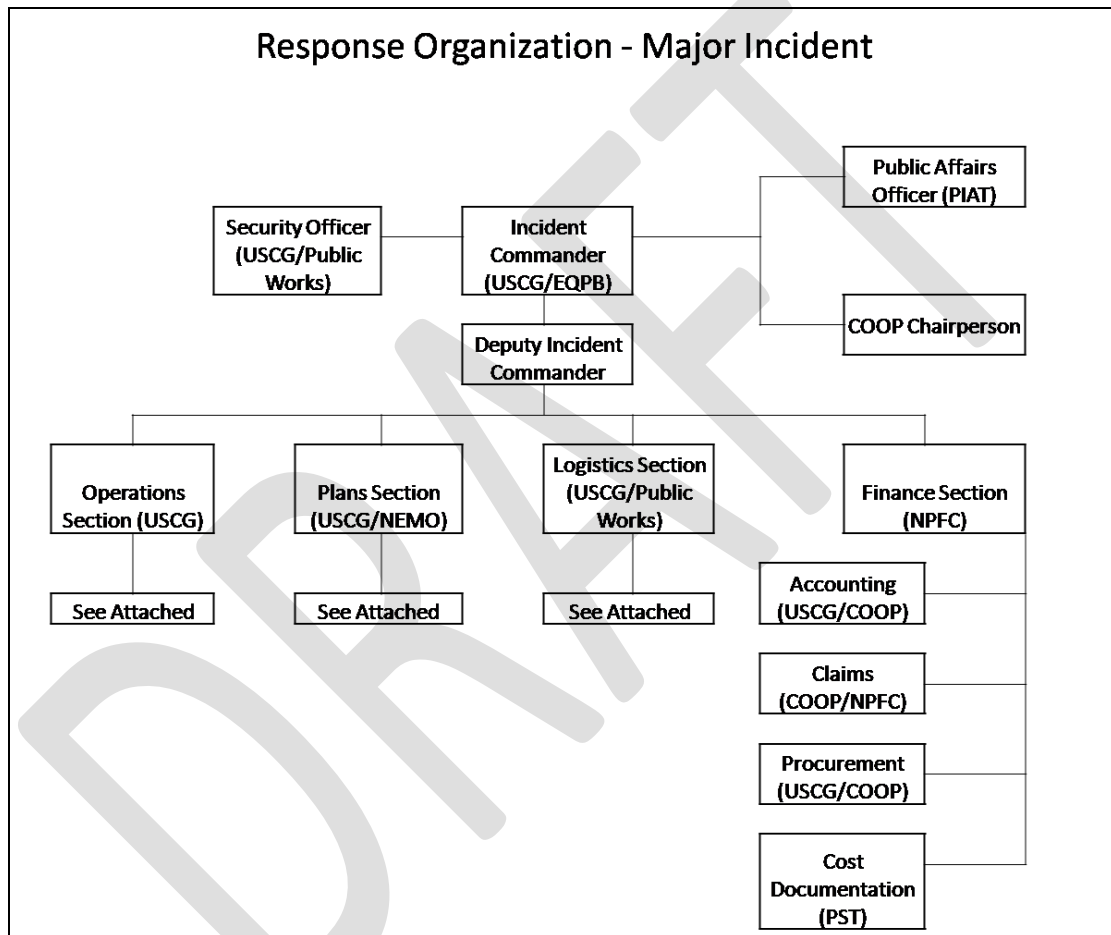 Response Organization - Major Incident
Public Affairs
Officer (PIAT)
Security Officer
(USCG/Public
Works)
Incident
Commander
(USCG/EQPB)
COOP Chairperson
Deputy Incident
Commander
Operations
Section (USCG)
Plans Section
(USCG/NEMO)
Logistics Section
(USCG/Public
Works)
Finance Section
(NPFC)
See Attached
See Attached
See Attached
Accounting
(USCG/COOP)
Claims
(COOP/NPFC)
Procurement
(USCG/COOP)
Cost
Documentation
(PST)
DRAFT